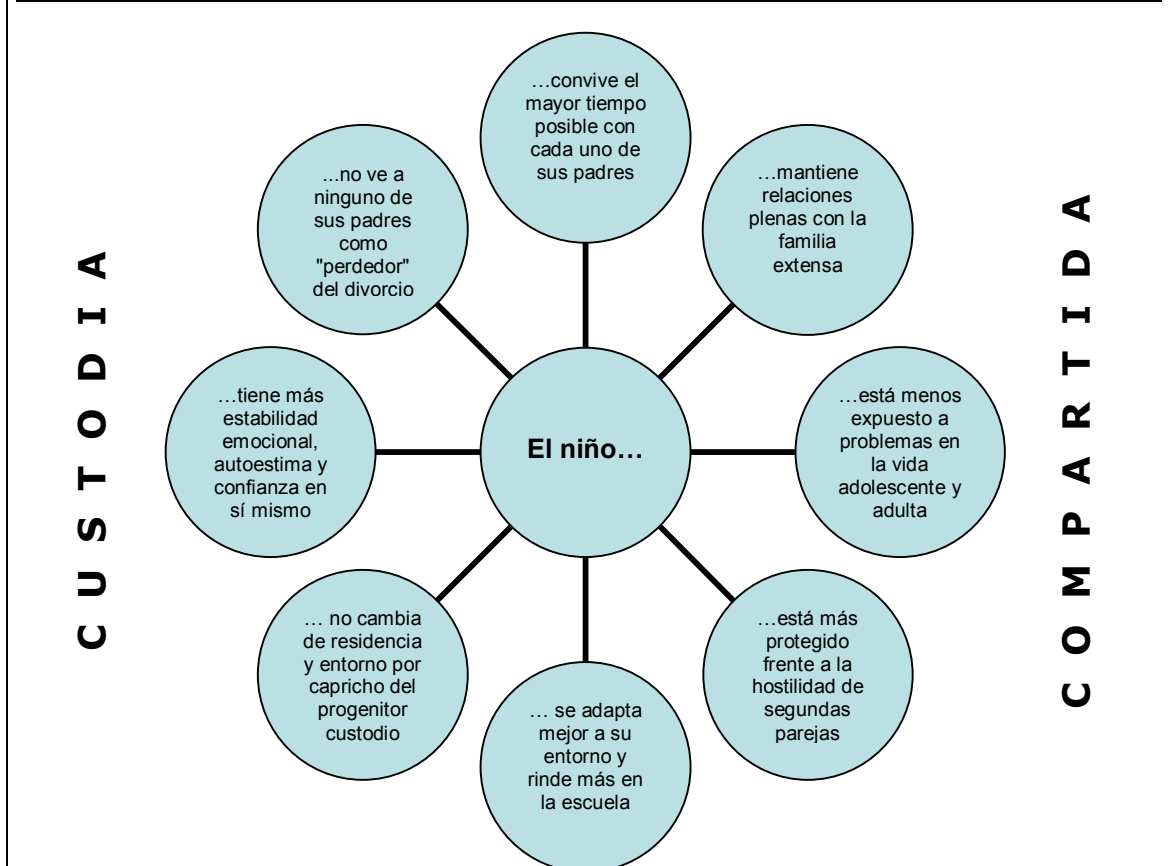 CUSTODIA
…convive el
mayor tiempo
posible con
cada uno de
sus padres
…mantiene
relaciones
plenas con la
familia
extensa
…está menos
expuesto a
problemas en
la vida
adolescente y
adulta
…está más
protegido
frente a la
hostilidad de
segundas
parejas
… se adapta
mejor a su
entorno y
rinde más en
la escuela
… no cambia
de residencia
y entorno por
capricho del
progenitor
custodio
…tiene más
estabilidad
emocional,
autoestima y
confianza en
sí mismo
...no ve a
ninguno de
sus padres
como
"perdedor"
del divorcio
El niño…
COMPARTIDA